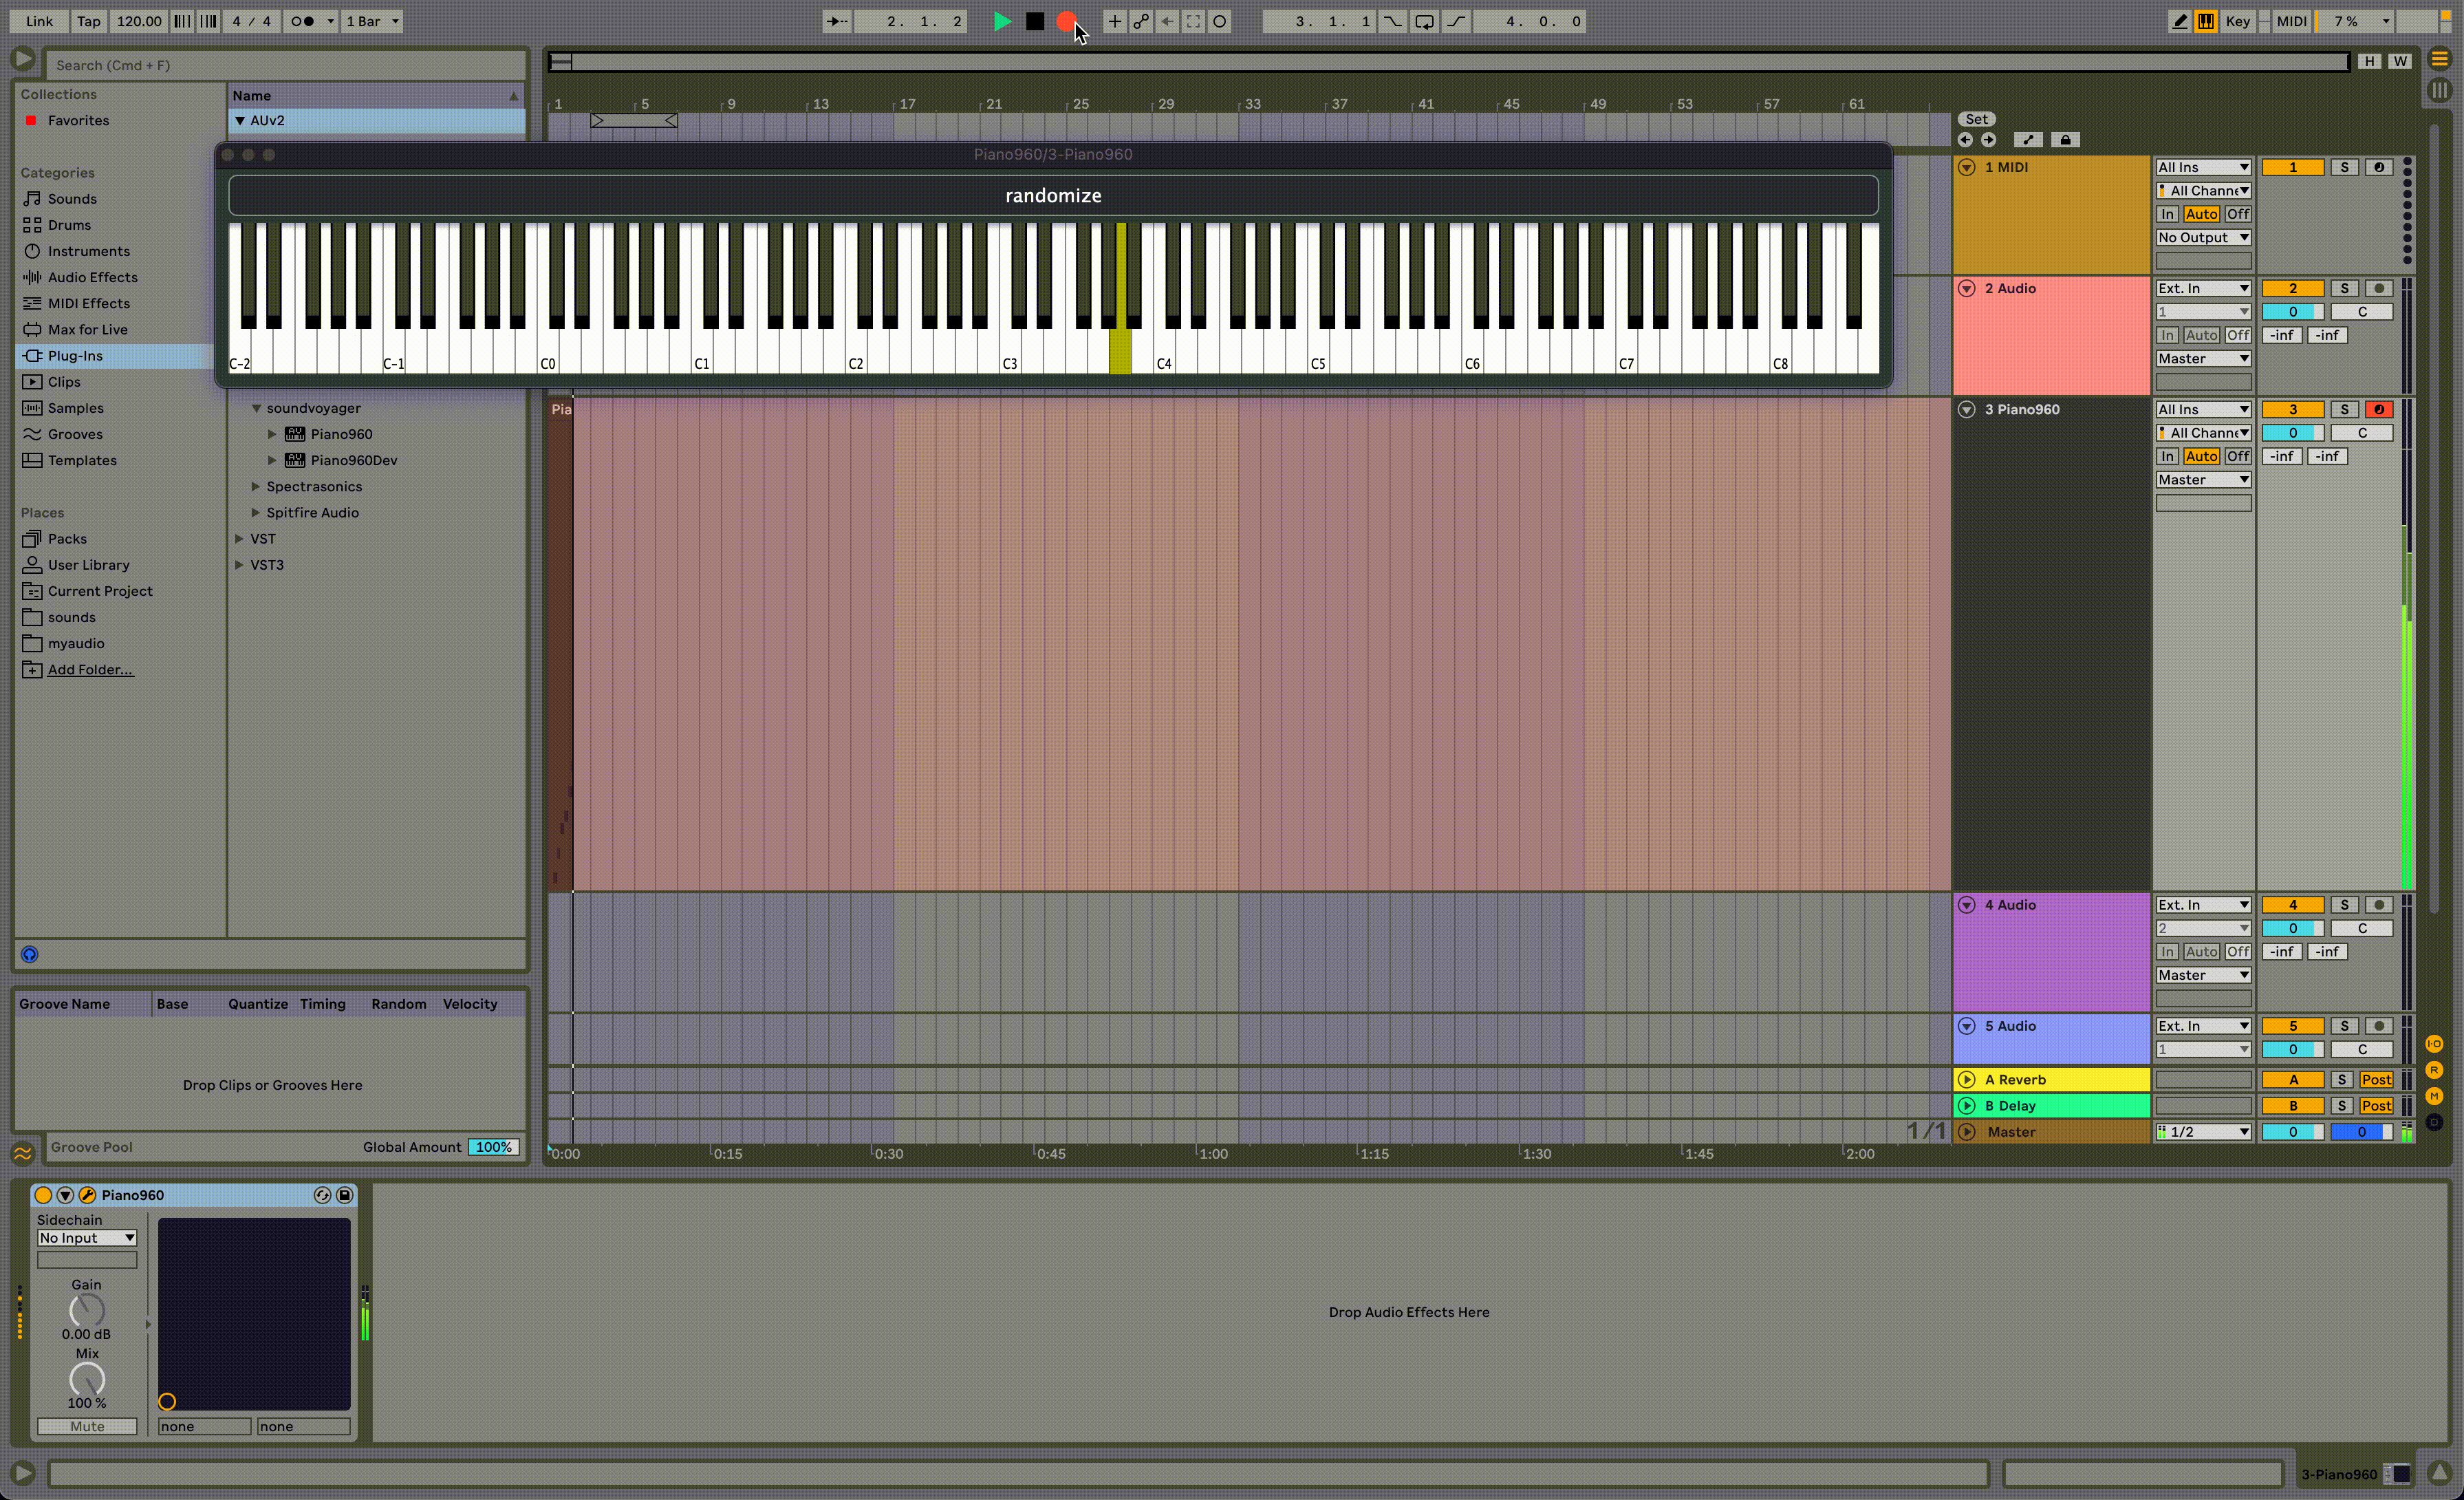 Link Tap 120.00 4 / 4 1 Bar 2. 1. 2 3. 1. 1 4. 0. 0 Key MIDI 7 %
Search (Cmd + F)
H W
Collections
Favorites
Categories
Sounds
Drums
Instruments
Audio Effects
MIDI Effects
Max for Live
Plug-Ins
Clips
Samples
Grooves
Templates
Places
Packs
User Library
Current Project
sounds
myaudio
Add Folder...
Name
AUv2
soundvoyager
Piano960
Piano960Dev
Spectrasonics
Spitfire Audio
VST
VST3
1 5 9 13 17 21 25 29 33 37 41 45 49 53 57 61
Set
Piano960/3-Piano960
randomize
C-2 C-1 C0 C1 C2 C3 C4 C5 C6 C7 C8
Pia
1 MIDI All Ins 1 S
All Channe
In Auto Off
No Output
2 Audio Ext. In 2 S
1 0 C
In Auto Off -inf -inf
Master
3 Piano960 All Ins 3 S
All Channe 0 C
In Auto Off -inf -inf
Master
4 Audio Ext. In 4 S
2 0 C
In Auto Off -inf -inf
Master
5 Audio Ext. In 5 S
1 0 C
A Reverb A S Post
B Delay B S Post
1/1 Master 1/2 0 0
I·O
R
M
D
0:00 0:15 0:30 0:45 1:00 1:15 1:30 1:45 2:00
Groove Name Base Quantize Timing Random Velocity
Drop Clips or Grooves Here
Groove Pool Global Amount 100%
Piano960
Sidechain
No Input
Gain
0.00 dB
Mix
100 %
Mute none none
Drop Audio Effects Here
3-Piano960